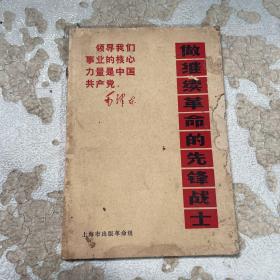 领导我们
事业的核心
力量是中国
共产党。
毛泽东
做继续革命的先锋战士
上海市出版革命组